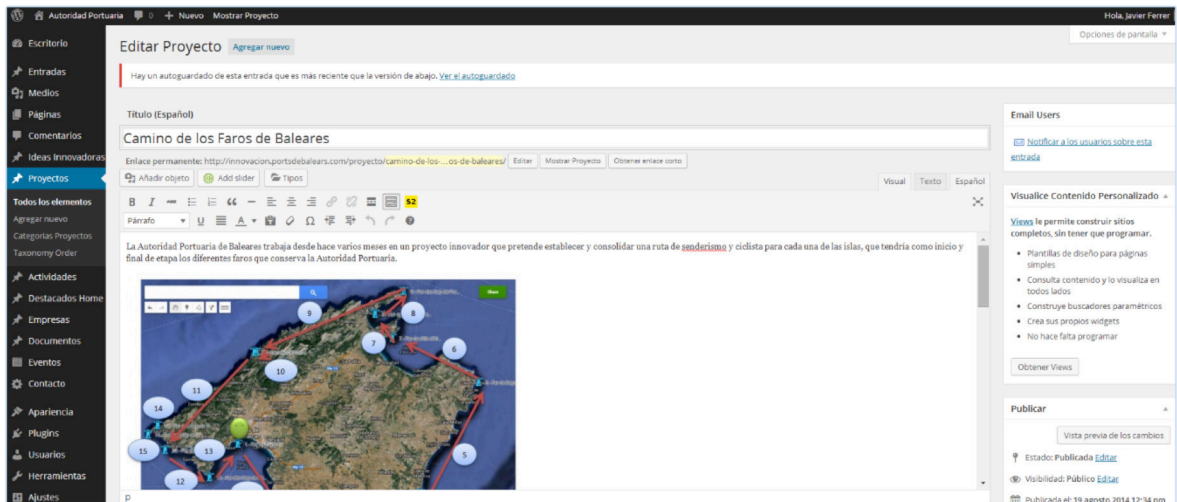 Autoridad Portuaria 0 + Nuevo Mostrar Proyecto
Hola, Javier Ferrer
Escritorio
Entradas
Medios
Páginas
Comentarios
Ideas Innovadoras
Proyectos
Todos los elementos
Agregar nuevo
Categorías Proyectos
Taxonomy Order
Actividades
Destacados Home
Empresas
Documentos
Eventos
Contacto
Apariencia
Plugins
Usuarios
Herramientas
Ajustes
Opciones de pantalla
Editar Proyecto Agregar nuevo
Hay un autoguardado de esta entrada que es más reciente que la versión de abajo. Ver el autoguardado
Título (Español)
Camino de los Faros de Baleares
Enlace permanente: http://innovacion.portsdebalears.com/proyecto/camino-de-los-....os-de-baleares/ Editar Mostrar Proyecto Obtener enlace corto
Añadir objeto Add slider Tipos
Visual Texto Español
B I ABC S2
Párrafo U A Ω
La Autoridad Portuaria de Baleares trabaja desde hace varios meses en un proyecto innovador que pretende establecer y consolidar una ruta de senderismo y ciclista para cada una de las islas, que tendría como inicio y
final de etapa los diferentes faros que conserva la Autoridad Portuaria.
Share
9
8
7
6
10
11
14
15
13
12
5
P
Email Users
Notificar a los usuarios sobre esta
entrada
Visualice Contenido Personalizado
Views le permite construir sitios
completos, sin tener que programar.
Plantillas de diseño para páginas
simples
Consulta contenido y lo visualiza en
todos lados
Construye buscadores paramétricos
Crea sus propios widgets
No hace falta programar
Obtener Views
Publicar
Vista previa de los cambios
Estado: Publicada Editar
Visibilidad: Público Editar
Publicada el: 19 agosto 2014 12:34 pm